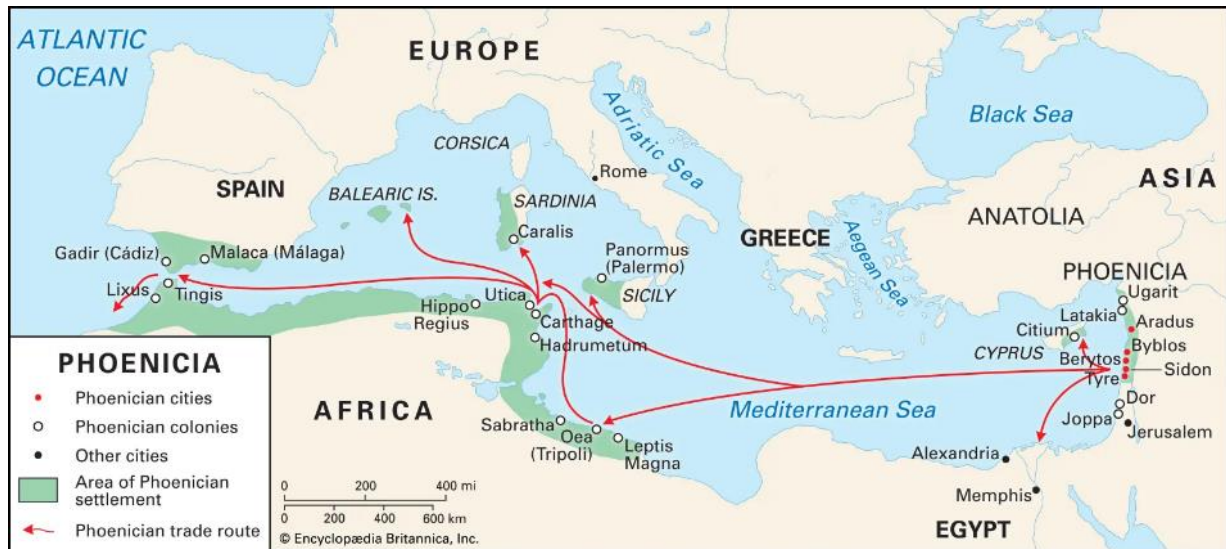 ATLANTIC
OCEAN
EUROPE
Black Sea
Adriatic Sea
CORSICA
Rome
ASIA
SPAIN
BALEARIC IS.
SARDINIA
ANATOLIA
Caralis
GREECE
Aegean Sea
Gadir (Cádiz)
Malaca (Málaga)
Panormus
(Palermo)
PHOENICIA
Ugarit
Lixus
Tingis
Utica
SICILY
Latakia
Hippo
Regius
Carthage
Citium
Aradus
Hadrumetum
CYPRUS
Byblos
Berytos
Sidon
Tyre
PHOENICIA
Phoenician cities
Phoenician colonies
Other cities
Area of Phoenician
settlement
Phoenician trade route
AFRICA
Mediterranean Sea
Dor
Joppa
Jerusalem
Sabratha
Oea
(Tripoli)
Leptis
Magna
Alexandria
Memphis
EGYPT
0 200 400 mi
0 200 400 600 km
© Encyclopædia Britannica, Inc.